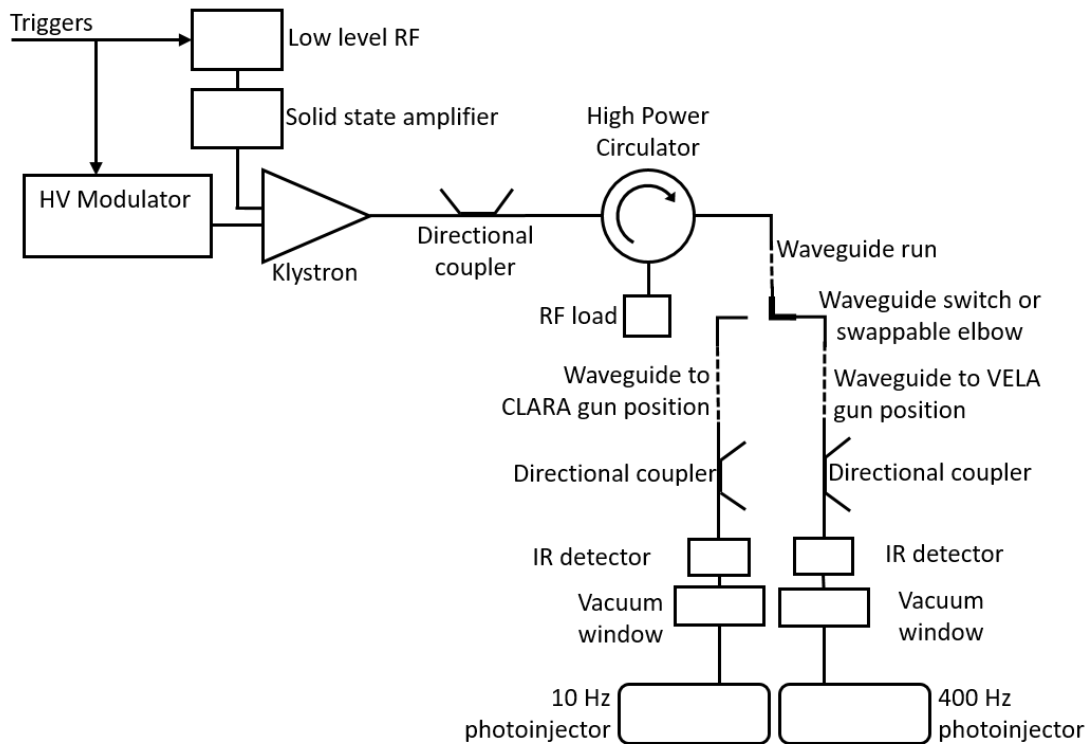 Triggers
Low level RF
Solid state amplifier
High Power
Circulator
HV Modulator
Directional
coupler
Klystron
Waveguide run
RF load
Waveguide switch or
swappable elbow
Waveguide to
CLARA gun position
Waveguide to VELA
gun position
Directional coupler
Directional coupler
IR detector
IR detector
Vacuum
window
Vacuum
window
10 Hz
photoinjector
400 Hz
photoinjector